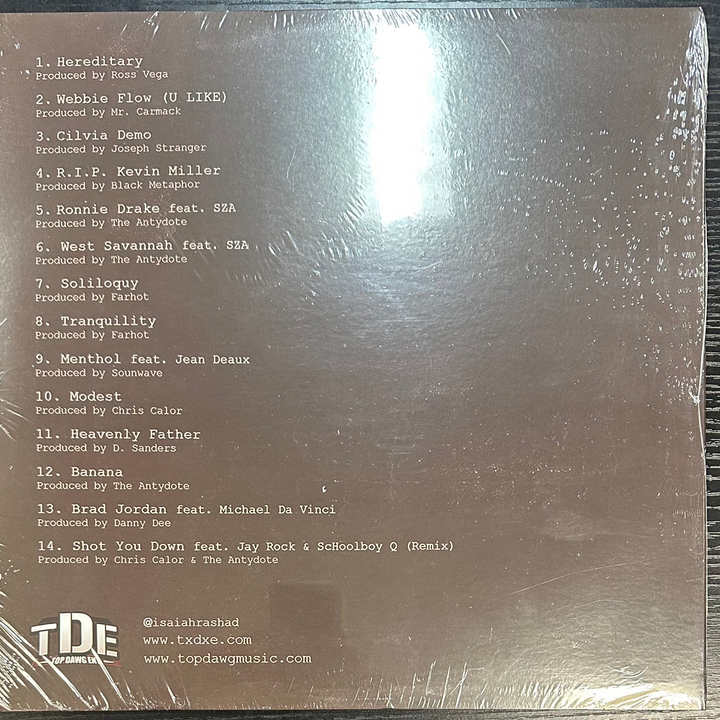 1. Hereditary
Produced by Ross Vega
2. Webbie Flow (U LIKE)
Produced by Mr. Carmack
3. Cilvia Demo
Produced by Joseph Stranger
4. R.I.P. Kevin Miller
Produced by Black Metaphor
5. Ronnie Drake feat. SZA
Produced by The Antydote
6. West Savannah feat. SZA
Produced by The Antydote
7. Soliloquy
Produced by Farhot
8. Tranquility
Produced by Farhot
9. Menthol feat. Jean Deaux
Produced by Sounwave
10. Modest
Produced by Chris Calor
11. Heavenly Father
Produced by D. Sanders
12. Banana
Produced by The Antydote
13. Brad Jordan feat. Michael Da Vinci
Produced by Danny Dee
14. Shot You Down feat. Jay Rock & ScHoolboy Q (Remix)
Produced by Chris Calor & The Antydote
TDE
TOP DAWG ENT
@isaiahrashad
www.txdxe.com
www.topdawgmusic.com